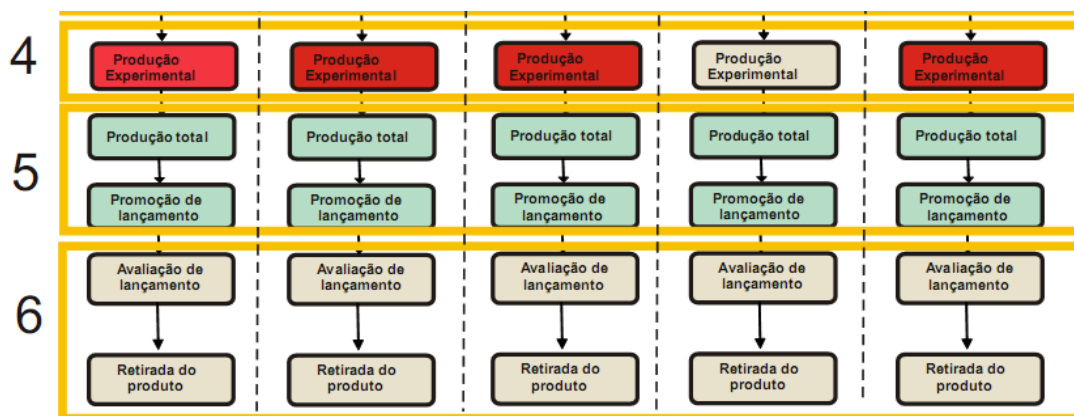 4
Produção
Experimental
Produção
Experimental
Produção
Experimental
Produção
Experimental
Produção
Experimental
5
Produção total
Produção total
Produção total
Produção total
Produção total
Promoção de
lançamento
Promoção de
lançamento
Promoção de
lançamento
Promoção de
lançamento
Promoção de
lançamento
6
Avaliação de
lançamento
Avaliação de
lançamento
Avaliação de
lançamento
Avaliação de
lançamento
Avaliação de
lançamento
Retirada do
produto
Retirada do
produto
Retirada do
produto
Retirada do
produto
Retirada do
produto